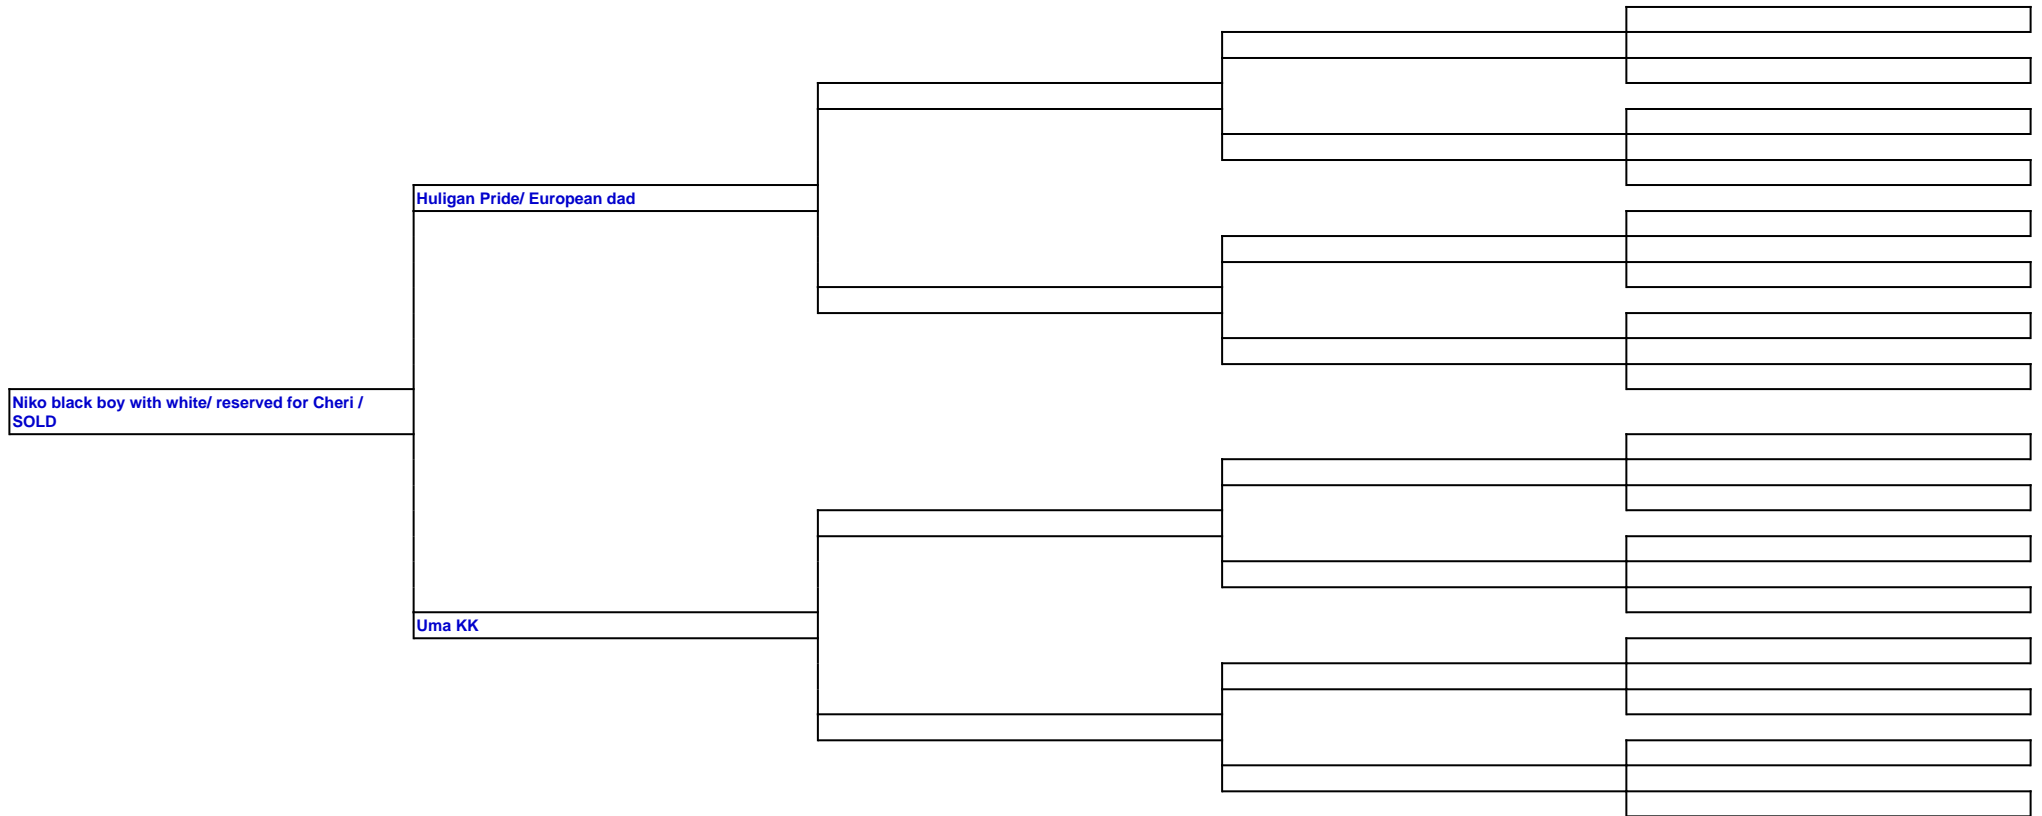 Huligan Pride/ European dad
Niko black boy with white/ reserved for Cheri /
SOLD
Uma KK